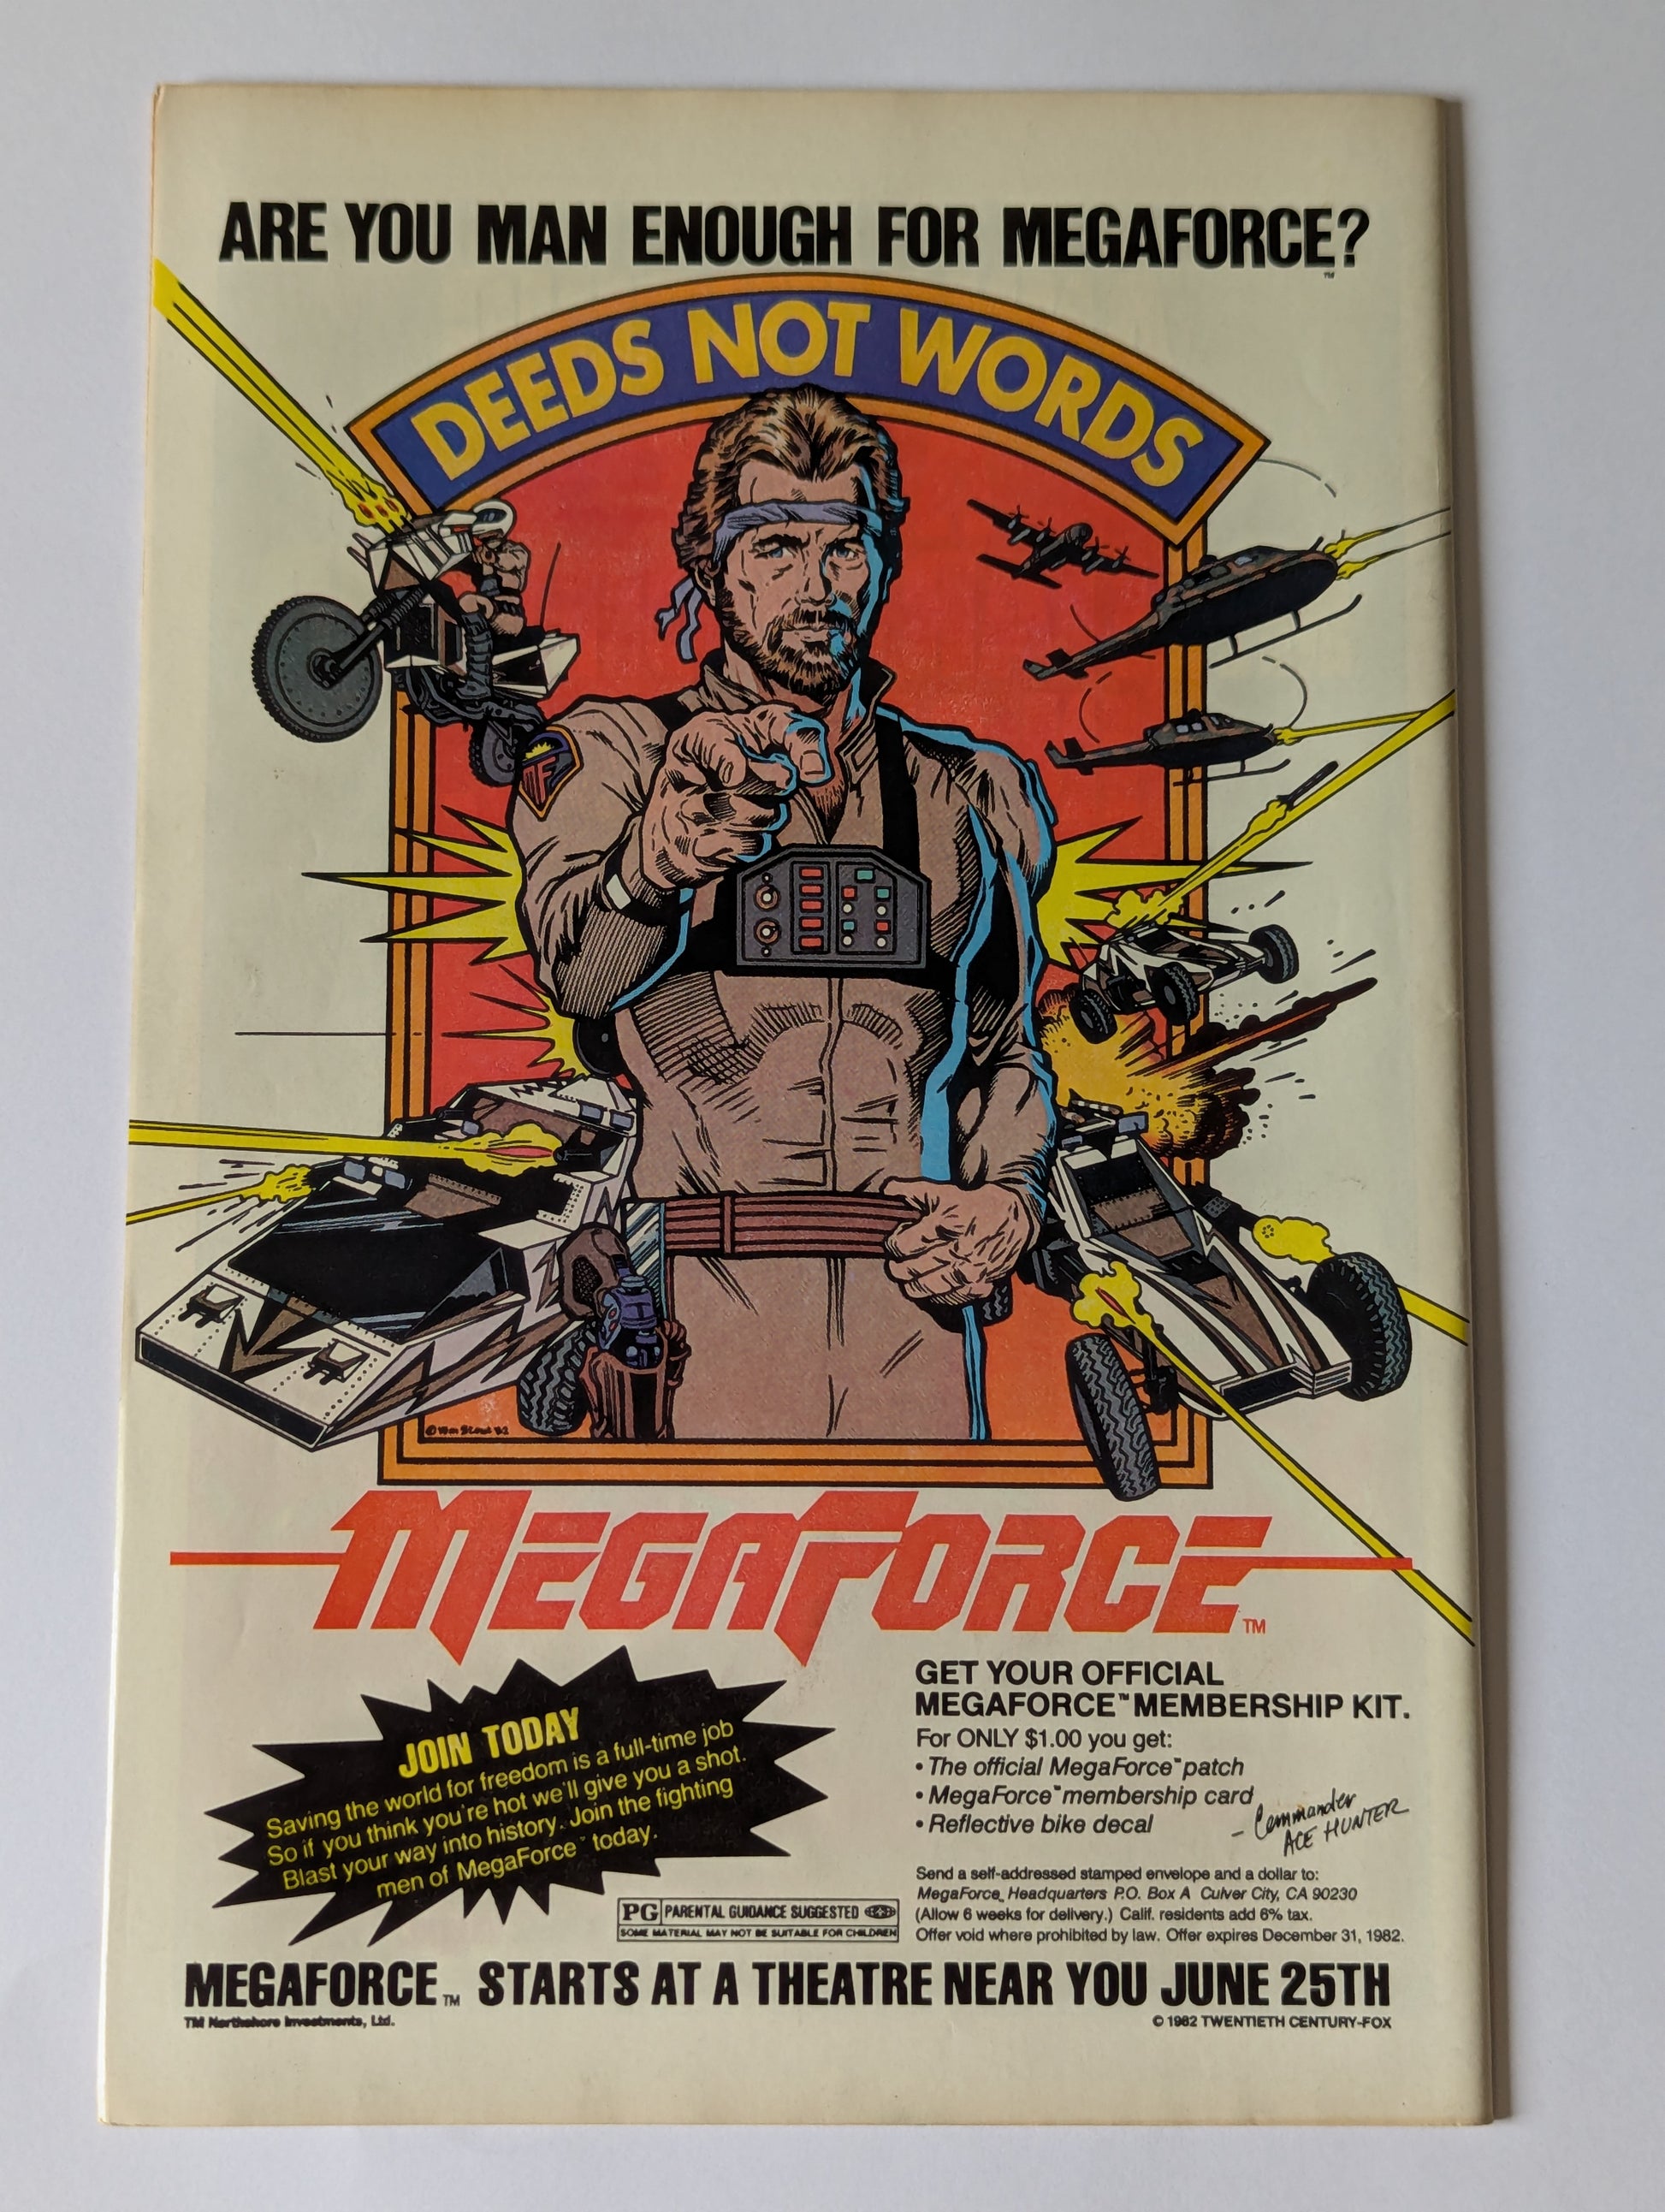 ARE YOU MAN ENOUGH FOR MEGAFORCE?
TM
DEEDS NOT WORDS
MF
MEGAFORCE
TM
JOIN TODAY
Saving the world for freedom is a full-time job
So if you think you're hot we'll give you a shot.
Blast your way into history. Join the fighting
men of MegaForce™ today.
GET YOUR OFFICIAL
MEGAFORCE™ MEMBERSHIP KIT.
For ONLY $1.00 you get:
• The official MegaForce™ patch
• MegaForce™ membership card
• Reflective bike decal
- Commander
ACE HUNTER
Send a self-addressed stamped envelope and a dollar to:
MegaForce™ Headquarters P.O. Box A Culver City, CA 90230
(Allow 6 weeks for delivery.) Calif. residents add 6% tax.
Offer void where prohibited by law. Offer expires December 31, 1982.
PG PARENTAL GUIDANCE SUGGESTED
SOME MATERIAL MAY NOT BE SUITABLE FOR CHILDREN
MEGAFORCE™ STARTS AT A THEATRE NEAR YOU JUNE 25TH
TM Northshore Investments, Ltd.
© 1982 TWENTIETH CENTURY-FOX